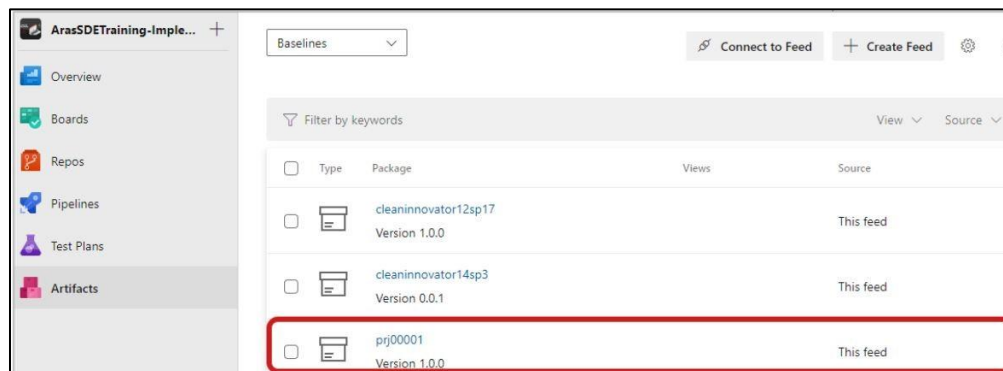 ArasSDETraining-Imple... +
Overview
Boards
Repos
Pipelines
Test Plans
Artifacts
Baselines
Connect to Feed
+ Create Feed
Filter by keywords
View
Source
Type Package Views Source
cleaninnovator12sp17
Version 1.0.0
This feed
cleaninnovator14sp3
Version 0.0.1
This feed
prj00001
Version 1.0.0
This feed